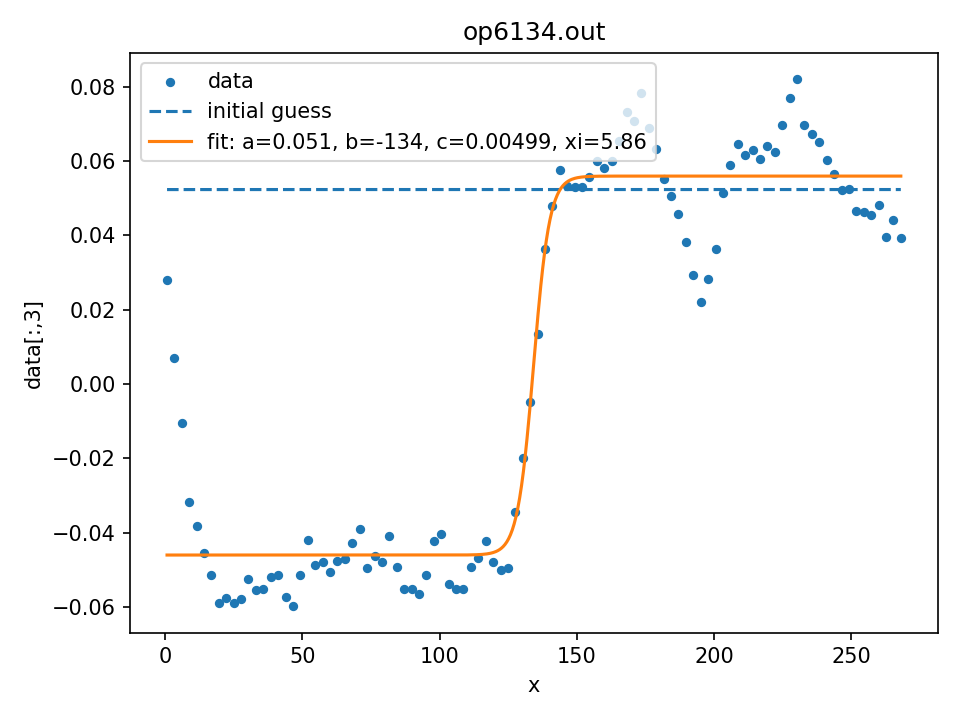 op6134.out
data
initial guess
fit: a=0.051, b=-134, c=0.00499, xi=5.86
0.08
0.06
0.04
0.02
0.00
−0.02
−0.04
−0.06
data[:,3]
0 50 100 150 200 250
x